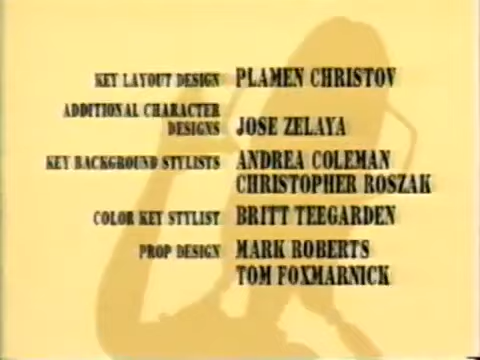 KEY LAYOUT DESIGN PLAMEN CHRISTOV
ADDITIONAL CHARACTER
DESIGNS JOSE ZELAYA
KEY BACKGROUND STYLISTS ANDREA COLEMAN
CHRISTOPHER ROSZAK
COLOR KEY STYLIST BRITT TEEGARDEN
PROP DESIGN MARK ROBERTS
TOM FOXMARNICK